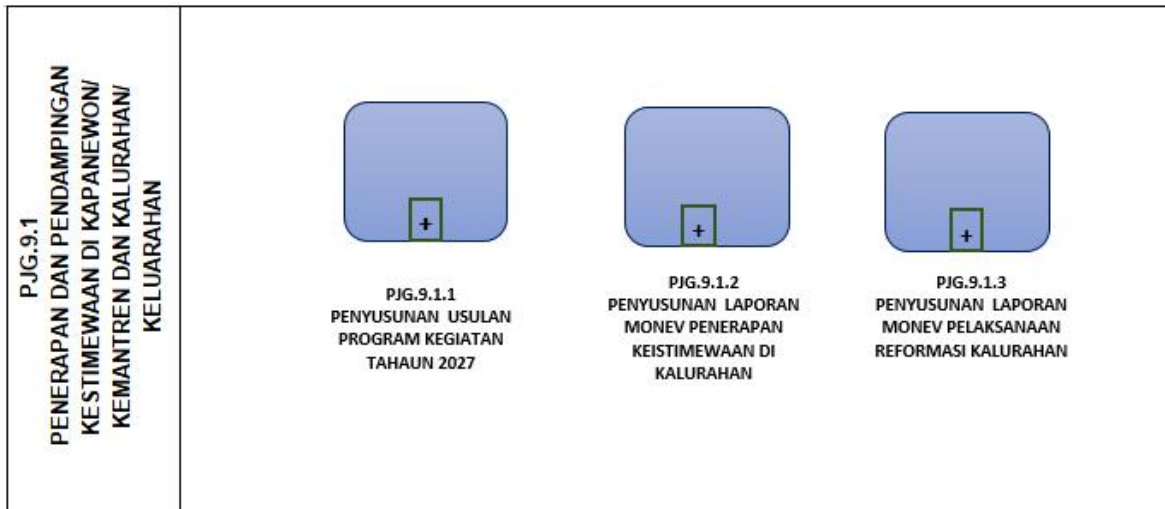 PJG.9.1
PENERAPAN DAN PENDAMPINGAN
KESTIMEWAAN DI KAPANEWON/
KEMANTREN DAN KALURAHAN/
KELUARAHAN
+
PJG.9.1.1
PENYUSUNAN USULAN
PROGRAM KEGIATAN
TAHAUN 2027
+
PJG.9.1.2
PENYUSUNAN LAPORAN
MONEV PENERAPAN
KEISTIMEWAAN DI
KALURAHAN
+
PJG.9.1.3
PENYUSUNAN LAPORAN
MONEV PELAKSANAAN
REFORMASI KALURAHAN